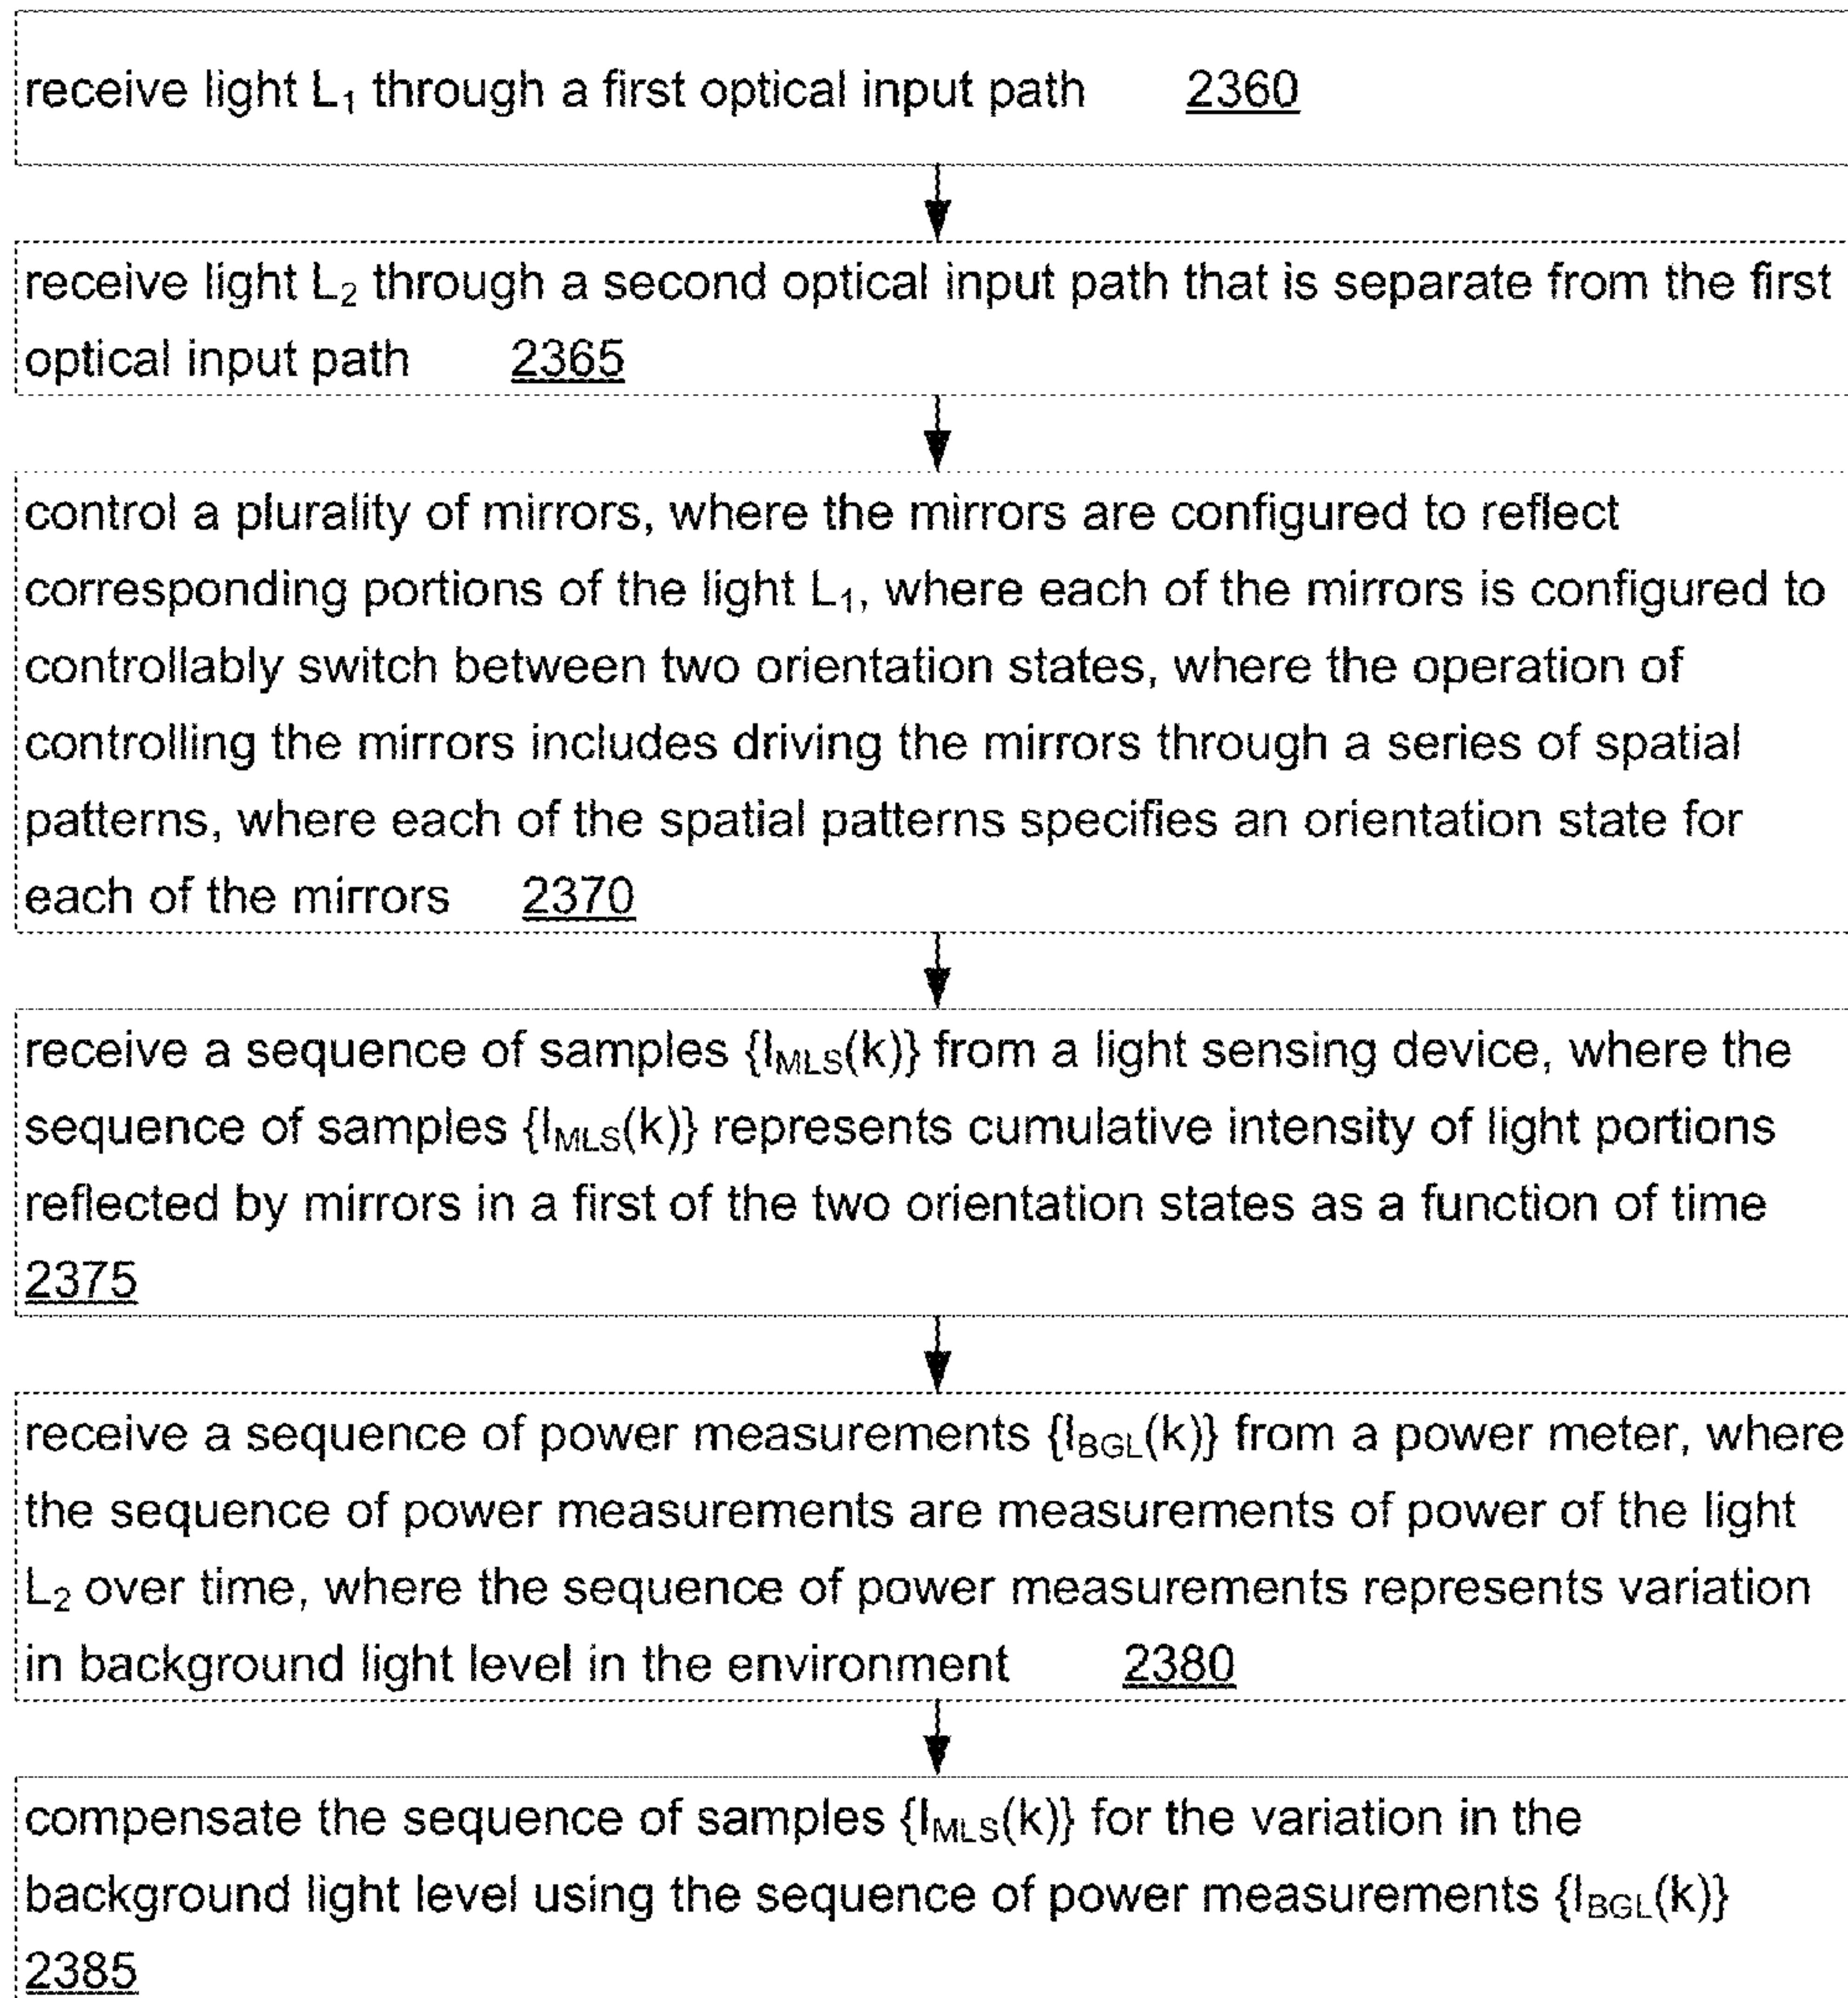 receive light L₁ through a first optical input path 2360
receive light L₂ through a second optical input path that is separate from the first
optical input path 2365
control a plurality of mirrors, where the mirrors are configured to reflect
corresponding portions of the light L₁, where each of the mirrors is configured to
controllably switch between two orientation states, where the operation of
controlling the mirrors includes driving the mirrors through a series of spatial
patterns, where each of the spatial patterns specifies an orientation state for
each of the mirrors 2370
receive a sequence of samples {I_MLS(k)} from a light sensing device, where the
sequence of samples {I_MLS(k)} represents cumulative intensity of light portions
reflected by mirrors in a first of the two orientation states as a function of time
2375
receive a sequence of power measurements {I_BGL(k)} from a power meter, where
the sequence of power measurements are measurements of power of the light
L₂ over time, where the sequence of power measurements represents variation
in background light level in the environment 2380
compensate the sequence of samples {I_MLS(k)} for the variation in the
background light level using the sequence of power measurements {I_BGL(k)}
2385